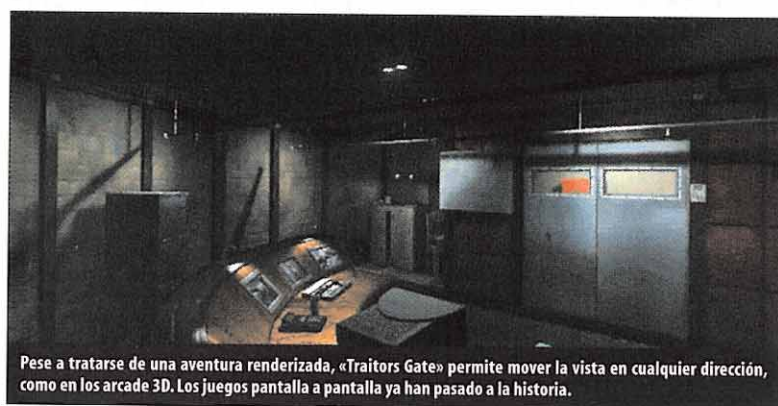 Pese a tratarse de una aventura renderizada, «Traitors Gate» permite mover la vista en cualquier dirección,
como en los arcade 3D. Los juegos pantalla a pantalla ya han pasado a la historia.